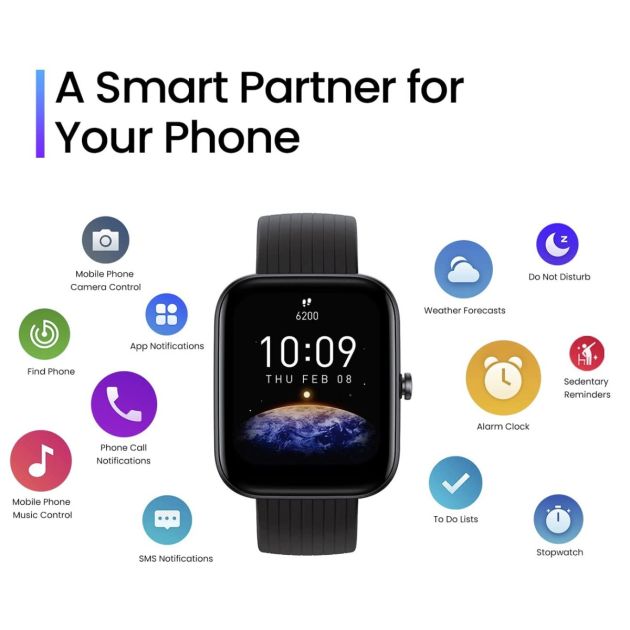 A Smart Partner for
Your Phone
Mobile Phone
Camera Control
App Notifications
Find Phone
Phone Call
Notifications
Mobile Phone
Music Control
SMS Notifications
6200
10:09
THU FEB 08
Do Not Disturb
Z
Weather Forecasts
Sedentary
Reminders
Alarm Clock
To Do Lists
Stopwatch